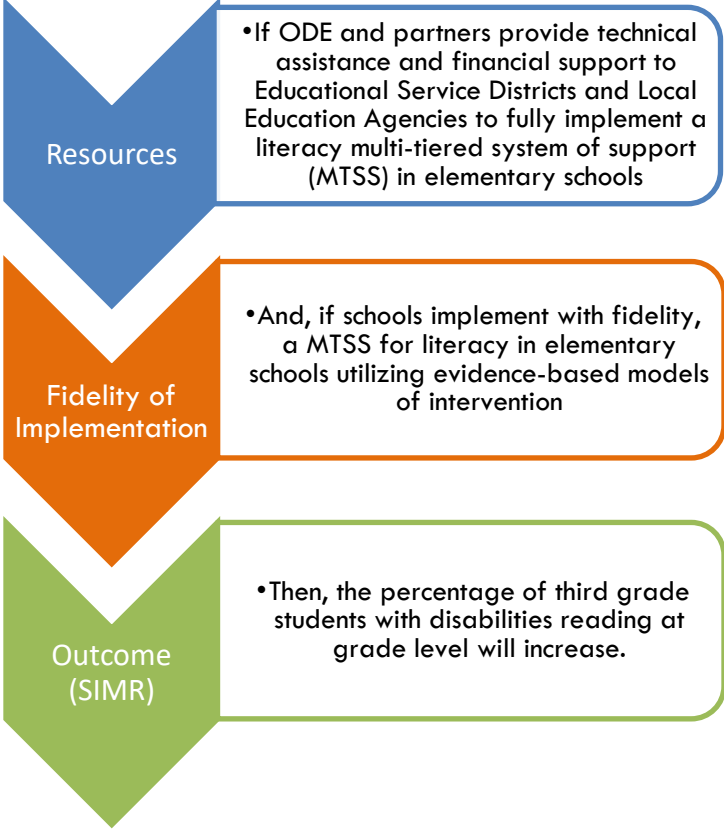 Resources
•If ODE and partners provide technical
assistance and financial support to
Educational Service Districts and Local
Education Agencies to fully implement a
literacy multi-tiered system of support
(MTSS) in elementary schools
Fidelity of
Implementation
•And, if schools implement with fidelity,
a MTSS for literacy in elementary
schools utilizing evidence-based models
of intervention
Outcome
(SIMR)
•Then, the percentage of third grade
students with disabilities reading at
grade level will increase.